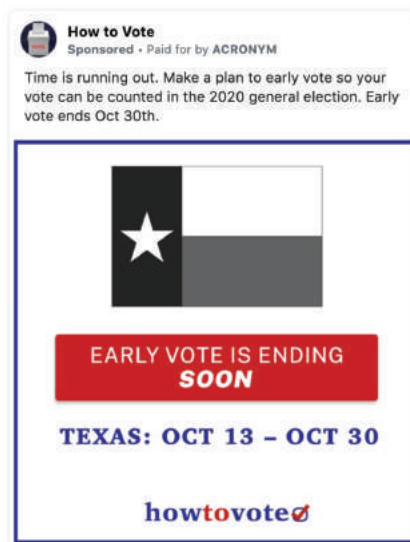 How to Vote
Sponsored • Paid for by ACRONYM
Time is running out. Make a plan to early vote so your
vote can be counted in the 2020 general election. Early
vote ends Oct 30th.
EARLY VOTE IS ENDING
SOON
TEXAS: OCT 13 – OCT 30
howtovote